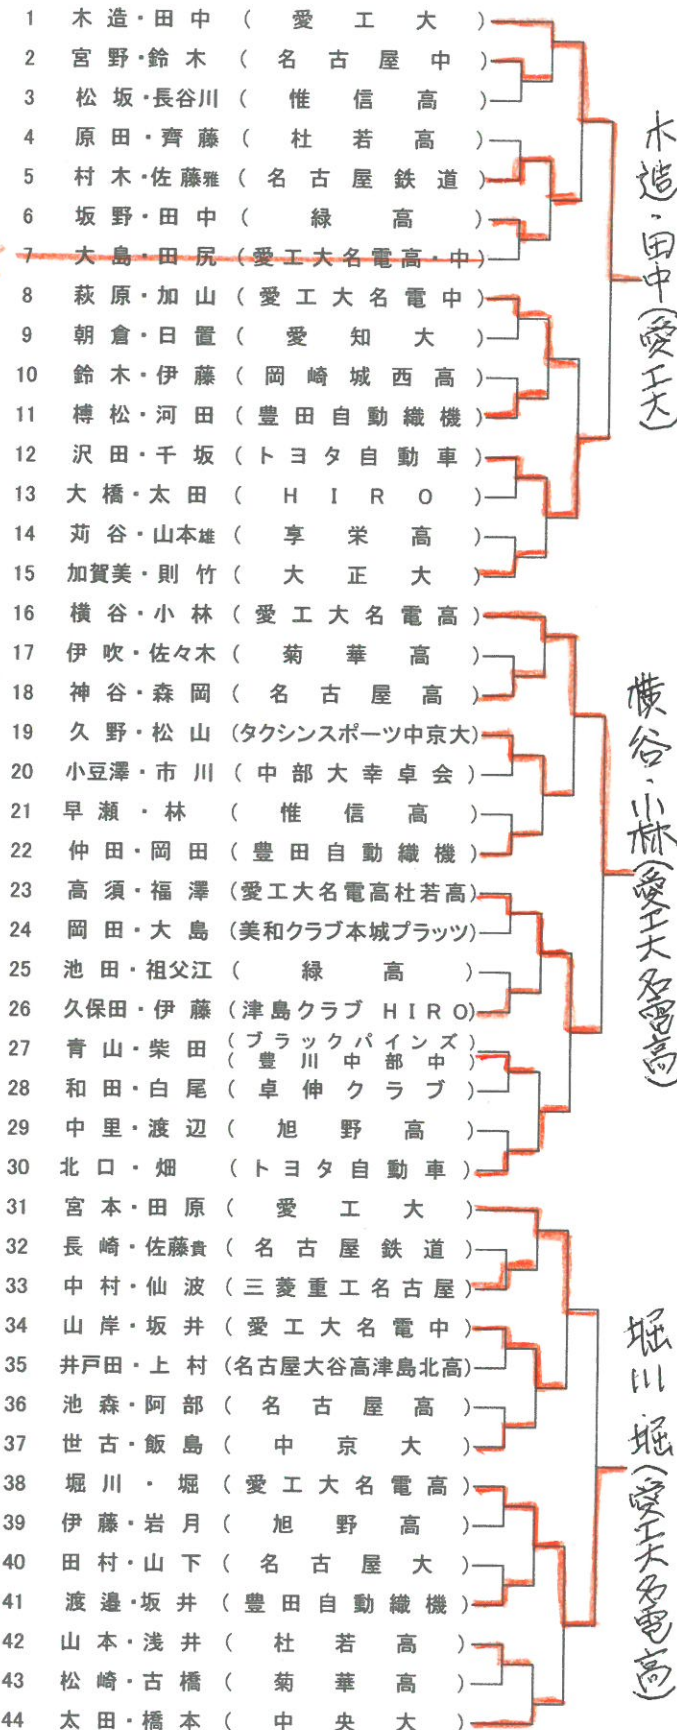 1 木造・田中 (愛工大)
2 宮野・鈴木 (名古屋中)
3 松坂・長谷川 (惟信高)
4 原田・齊藤 (杜若高)
5 村木・佐藤雅 (名古屋鉄道)
6 坂野・田中 (緑高)
7 大島・田尻 (愛工大名電高・中)
8 萩原・加山 (愛工大名電中)
9 朝倉・日置 (愛知大)
10 鈴木・伊藤 (岡崎城西高)
11 榑松・河田 (豊田自動織機)
12 沢田・千坂 (トヨタ自動車)
13 大橋・太田 (HIRO)
14 苅谷・山本雄 (享栄高)
15 加賀美・則竹 (大正大)
16 横谷・小林 (愛工大名電高)
17 伊吹・佐々木 (菊華高)
18 神谷・森岡 (名古屋高)
19 久野・松山 (タクシンスポーツ中京大)
20 小豆澤・市川 (中部大幸卓会)
21 早瀬・林 (惟信高)
22 仲田・岡田 (豊田自動織機)
23 高須・福澤 (愛工大名電高杜若高)
24 岡田・大島 (美和クラブ本城プラッツ)
25 池田・祖父江 (緑高)
26 久保田・伊藤 (津島クラブ HIRO)
27 青山・柴田 (ブラックパインズ)
(豊川中部中)
28 和田・白尾 (卓伸クラブ)
29 中里・渡辺 (旭野高)
30 北口・畑 (トヨタ自動車)
31 宮本・田原 (愛工大)
32 長崎・佐藤貴 (名古屋鉄道)
33 中村・仙波 (三菱重工名古屋)
34 山岸・坂井 (愛工大名電中)
35 井戸田・上村 (名古屋大谷高津島北高)
36 池森・阿部 (名古屋高)
37 世古・飯島 (中京大)
38 堀川・堀 (愛工大名電高)
39 伊藤・岩月 (旭野高)
40 田村・山下 (名古屋大)
41 渡邉・坂井 (豊田自動織機)
42 山本・浅井 (杜若高)
43 松崎・古橋 (菊華高)
44 太田・橋本 (中央大)
木造・田中(愛工大)
横谷・小林(愛工大名電高)
堀川・堀(愛工大名電高)